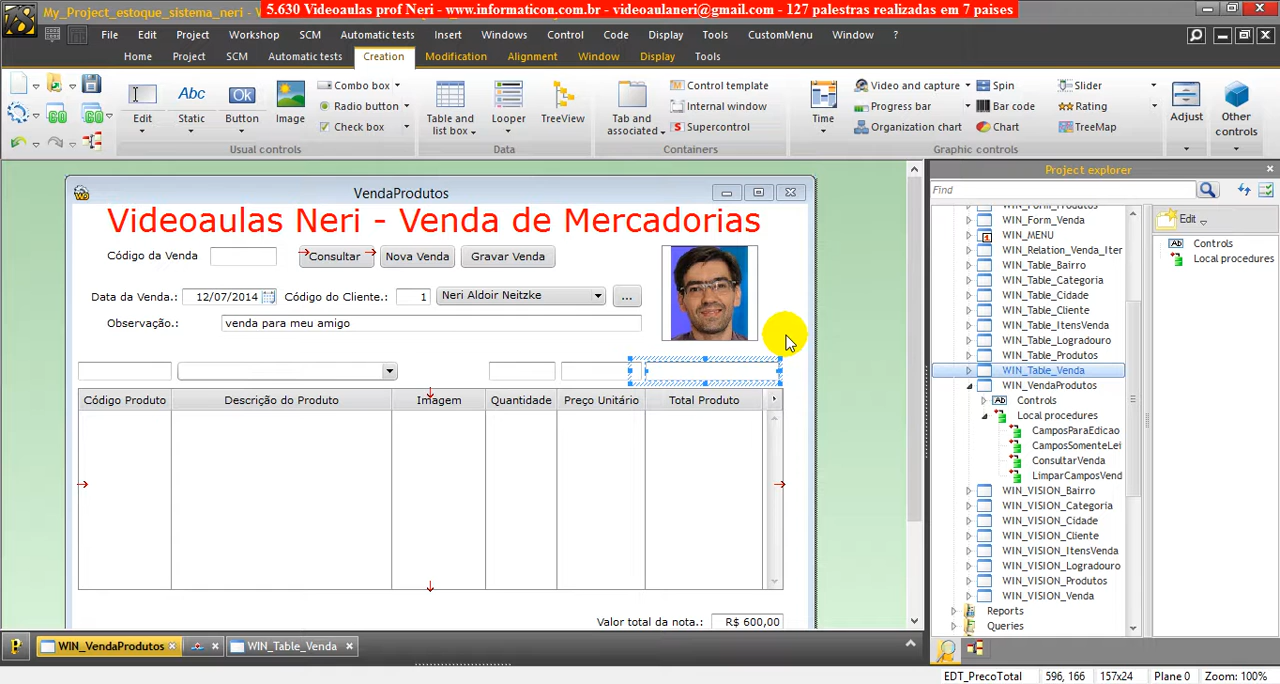 My_Project_estoque_sistema_neri - V
5.630 Videoaulas prof Neri - www.informaticon.com.br - videoaulaneri@gmail.com - 127 palestras realizadas em 7 paises
File Edit Project Workshop SCM Automatic tests Insert Windows Control Code Display Tools CustomMenu Window ?
Home Project SCM Automatic tests Creation Modification Alignment Window Display Tools
Edit
Abc
Static
Ok
Button
Image
Combo box
Radio button
Check box
Usual controls
Table and list box
Looper
TreeView
Data
Tab and associated
Control template
Internal window
Supercontrol
Containers
Time
Video and capture
Progress bar
Organization chart
Spin
Bar code
Chart
Slider
Rating
TreeMap
Graphic controls
Adjust
Other controls
VendaProdutos
Videoaulas Neri - Venda de Mercadorias
Código da Venda
Consultar Nova Venda Gravar Venda
Data da Venda.: 12/07/2014 Código do Cliente.: 1 Neri Aldoir Neitzke ...
Observação.: venda para meu amigo
Código Produto Descrição do Produto Imagem Quantidade Preço Unitário Total Produto
Valor total da nota.: R$ 600,00
WIN_VendaProdutos WIN_Table_Venda
Project explorer
Find
WIN_Form_Produtos
WIN_Form_Venda
WIN_MENU
WIN_Relation_Venda_Iter
WIN_Table_Bairro
WIN_Table_Categoria
WIN_Table_Cidade
WIN_Table_Cliente
WIN_Table_ItensVenda
WIN_Table_Logradouro
WIN_Table_Produtos
WIN_Table_Venda
WIN_VendaProdutos
Controls
Local procedures
CamposParaEdicao
CamposSomenteLei
ConsultarVenda
LimparCamposVend
WIN_VISION_Bairro
WIN_VISION_Categoria
WIN_VISION_Cidade
WIN_VISION_Cliente
WIN_VISION_ItensVenda
WIN_VISION_Logradouro
WIN_VISION_Produtos
WIN_VISION_Venda
Reports
Queries
Edit
Controls
Local procedures
EDT_PrecoTotal 596, 166 157x24 Plane 0 Zoom: 100%